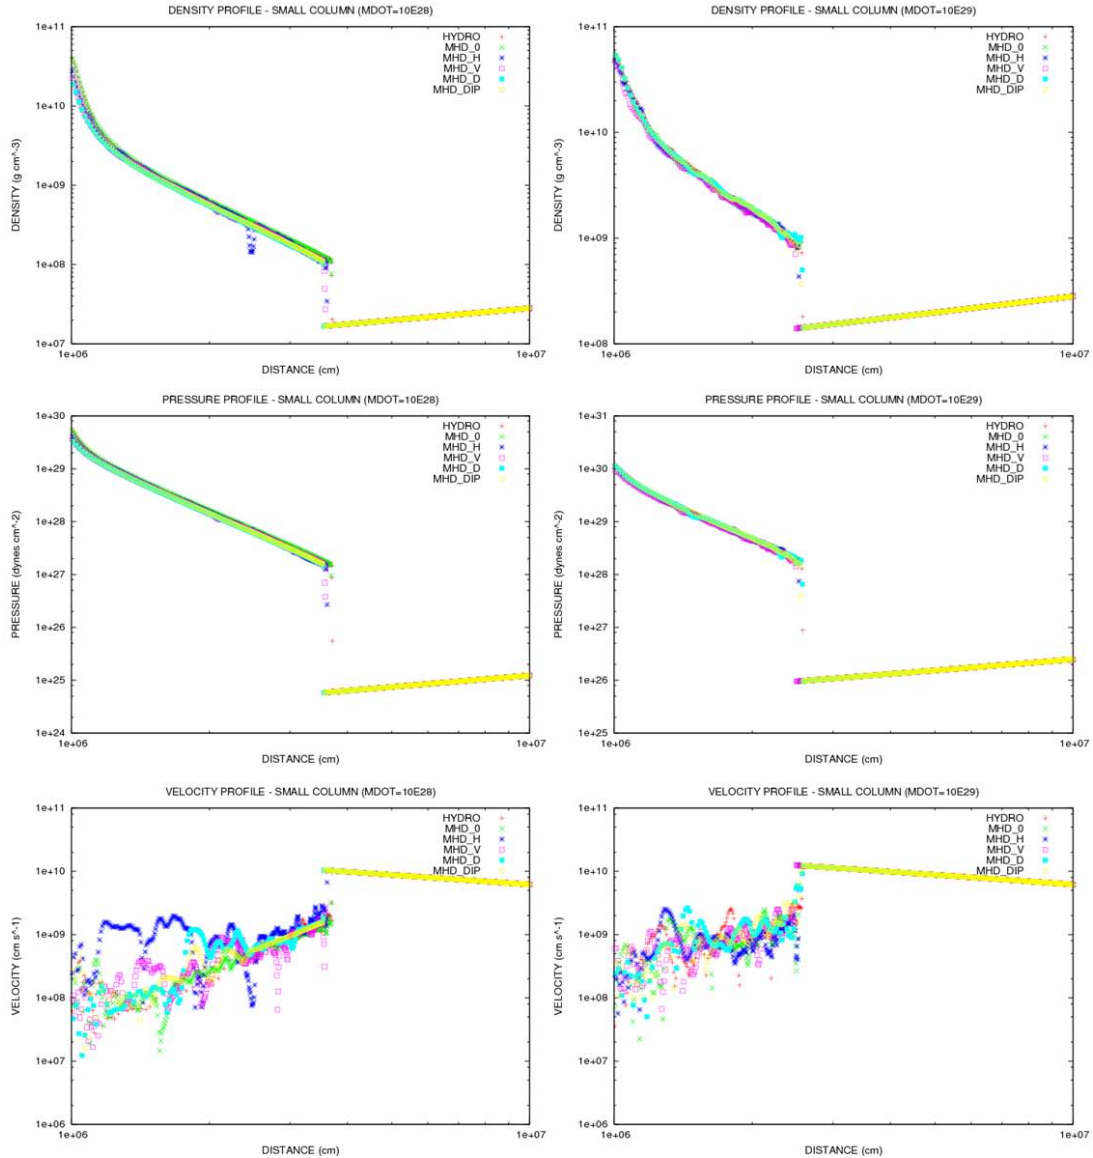 DENSITY PROFILE - SMALL COLUMN (MDOT=10E28)
1e+11
1e+10
1e+09
1e+08
1e+07
DENSITY (g cm^-3)
HYDRO
MHD_0
MHD_H
MHD_V
MHD_D
MHD_DIP
1e+06
1e+07
DISTANCE (cm)
DENSITY PROFILE - SMALL COLUMN (MDOT=10E29)
1e+11
1e+10
1e+09
1e+08
DENSITY (g cm^-3)
HYDRO
MHD_0
MHD_H
MHD_V
MHD_D
MHD_DIP
1e+06
1e+07
DISTANCE (cm)
PRESSURE PROFILE - SMALL COLUMN (MDOT=10E28)
1e+30
1e+29
1e+28
1e+27
1e+26
1e+25
1e+24
PRESSURE (dynes cm^-2)
HYDRO
MHD_0
MHD_H
MHD_V
MHD_D
MHD_DIP
1e+06
1e+07
DISTANCE (cm)
PRESSURE PROFILE - SMALL COLUMN (MDOT=10E29)
1e+31
1e+30
1e+29
1e+28
1e+27
1e+26
1e+25
PRESSURE (dynes cm^-2)
HYDRO
MHD_0
MHD_H
MHD_V
MHD_D
MHD_DIP
1e+06
1e+07
DISTANCE (cm)
VELOCITY PROFILE - SMALL COLUMN (MDOT=10E28)
1e+11
1e+10
1e+09
1e+08
1e+07
1e+06
VELOCITY (cm s^-1)
HYDRO
MHD_0
MHD_H
MHD_V
MHD_D
MHD_DIP
1e+06
1e+07
DISTANCE (cm)
VELOCITY PROFILE - SMALL COLUMN (MDOT=10E29)
1e+11
1e+10
1e+09
1e+08
1e+07
1e+06
VELOCITY (cm s^-1)
HYDRO
MHD_0
MHD_H
MHD_V
MHD_D
MHD_DIP
1e+06
1e+07
DISTANCE (cm)